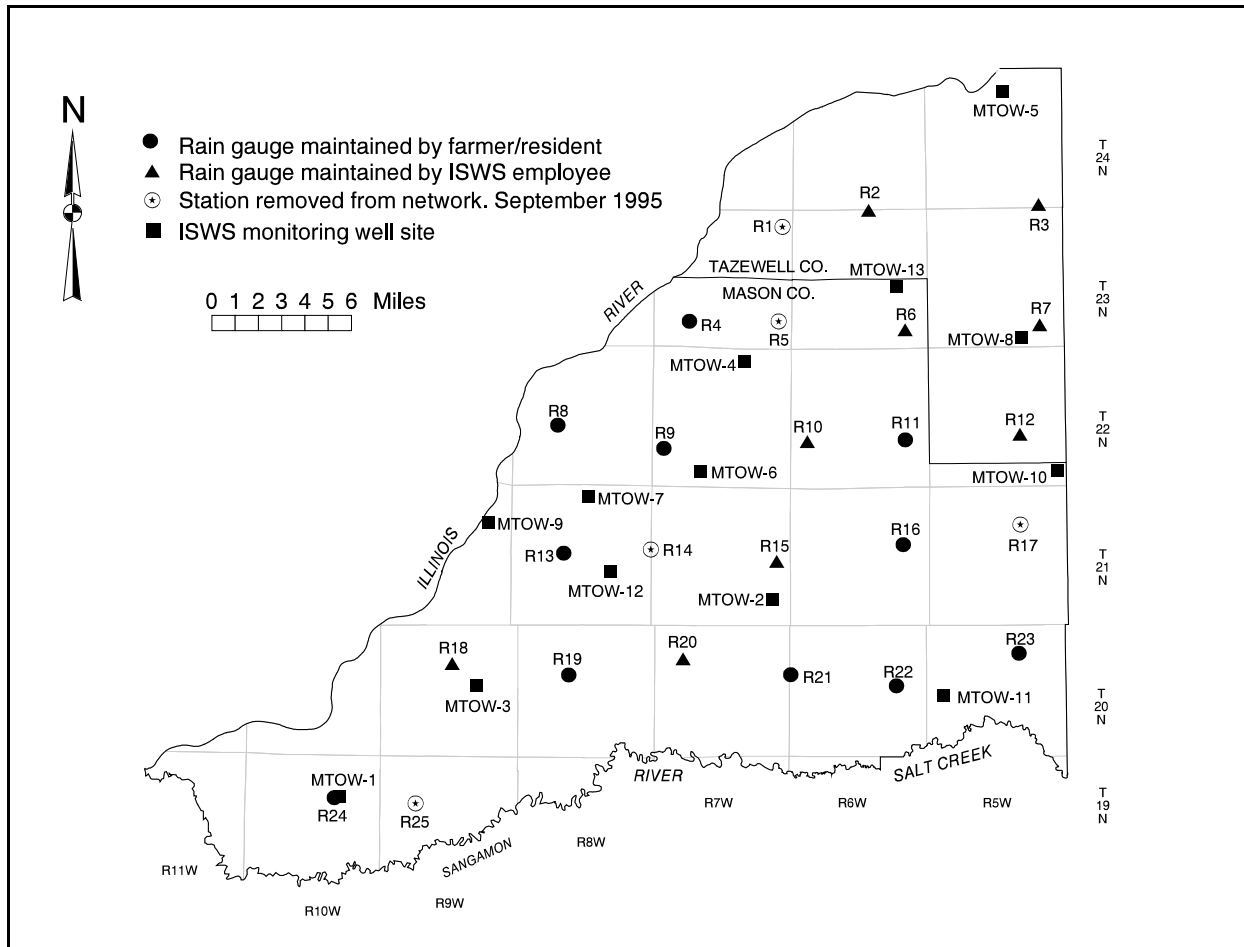 N
Rain gauge maintained by farmer/resident
Rain gauge maintained by ISWS employee
Station removed from network. September 1995
ISWS monitoring well site
0 1 2 3 4 5 6 Miles
MTOW-5
T
24
N
R2
R3
R1
TAZEWELL CO.
MTOW-13
MASON CO.
RIVER
T
23
N
R4
R5
R6
R7
MTOW-8
MTOW-4
R8
R9
R10
R11
R12
T
22
N
MTOW-6
MTOW-10
MTOW-7
MTOW-9
ILLINOIS
R13
R14
R15
R16
R17
T
21
N
MTOW-12
MTOW-2
R18
R19
R20
R21
R22
R23
MTOW-3
MTOW-11
T
20
N
MTOW-1
R24
R25
RIVER
SALT CREEK
SANGAMON
R7W
R6W
R5W
T
19
N
R8W
R11W
R10W
R9W